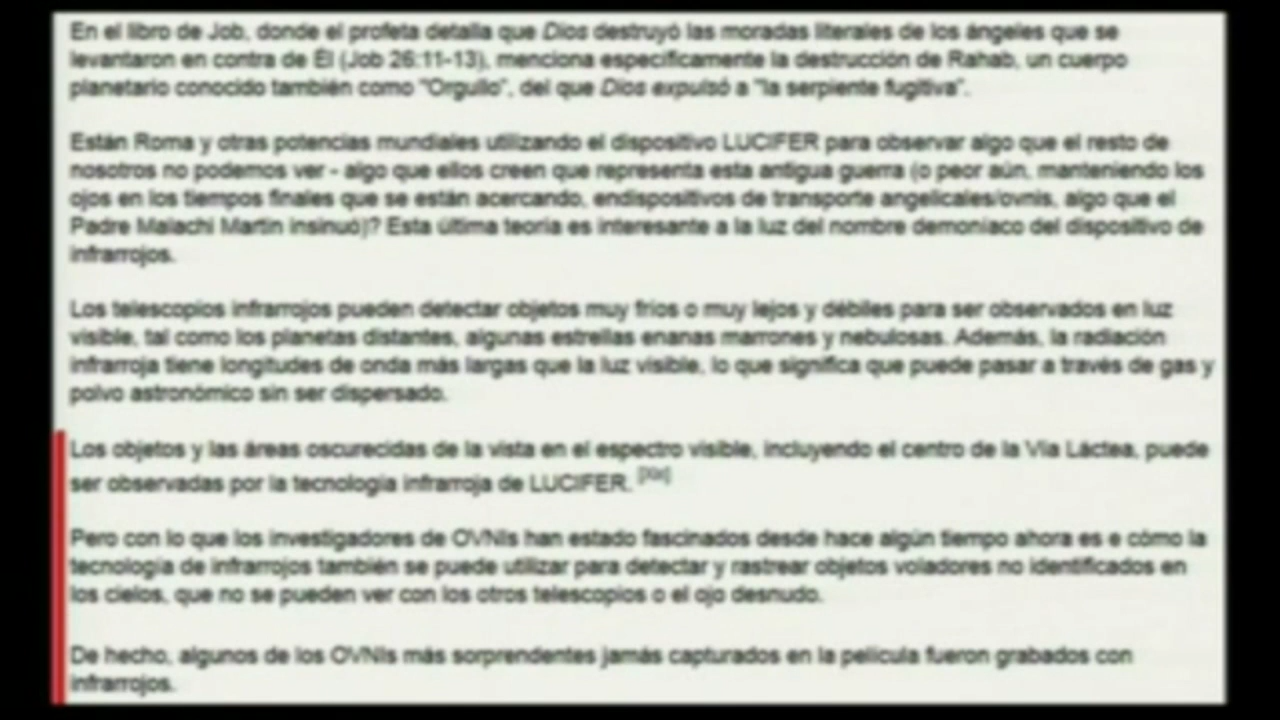 En el libro de Job, donde el profeta detalla que Dios destruyó las moradas literales de los ángeles que se
levantaron en contra de Él (Job 26:11-13), menciona específicamente la destrucción de Rahab, un cuerpo
planetario conocido también como "Orgullo", del que Dios expulsó a "la serpiente fugitiva".
Están Roma y otras potencias mundiales utilizando el dispositivo LUCIFER para observar algo que el resto de
nosotros no podemos ver - algo que ellos creen que representa esta antigua guerra (o peor aún, manteniendo los
ojos en los tiempos finales que se están acercando, endispositivos de transporte angelicales/ovnis, algo que el
Padre Malachi Martin insinuó)? Esta última teoría es interesante a la luz del nombre demoníaco del dispositivo de
infrarrojos.
Los telescopios infrarrojos pueden detectar objetos muy fríos o muy lejos y débiles para ser observados en luz
visible, tal como los planetas distantes, algunas estrellas enanas marrones y nebulosas. Además, la radiación
infrarroja tiene longitudes de onda más largas que la luz visible, lo que significa que puede pasar a través de gas y
polvo astronómico sin ser dispersado.
Los objetos y las áreas oscurecidas de la vista en el espectro visible, incluyendo el centro de la Vía Láctea, puede
ser observadas por la tecnología infrarroja de LUCIFER.
Pero con lo que los investigadores de OVNIs han estado fascinados desde hace algún tiempo ahora es e cómo la
tecnología de infrarrojos también se puede utilizar para detectar y rastrear objetos voladores no identificados en
los cielos, que no se pueden ver con los otros telescopios o el ojo desnudo.
De hecho, algunos de los OVNIs más sorprendentes jamás capturados en la película fueron grabados con
infrarrojos.